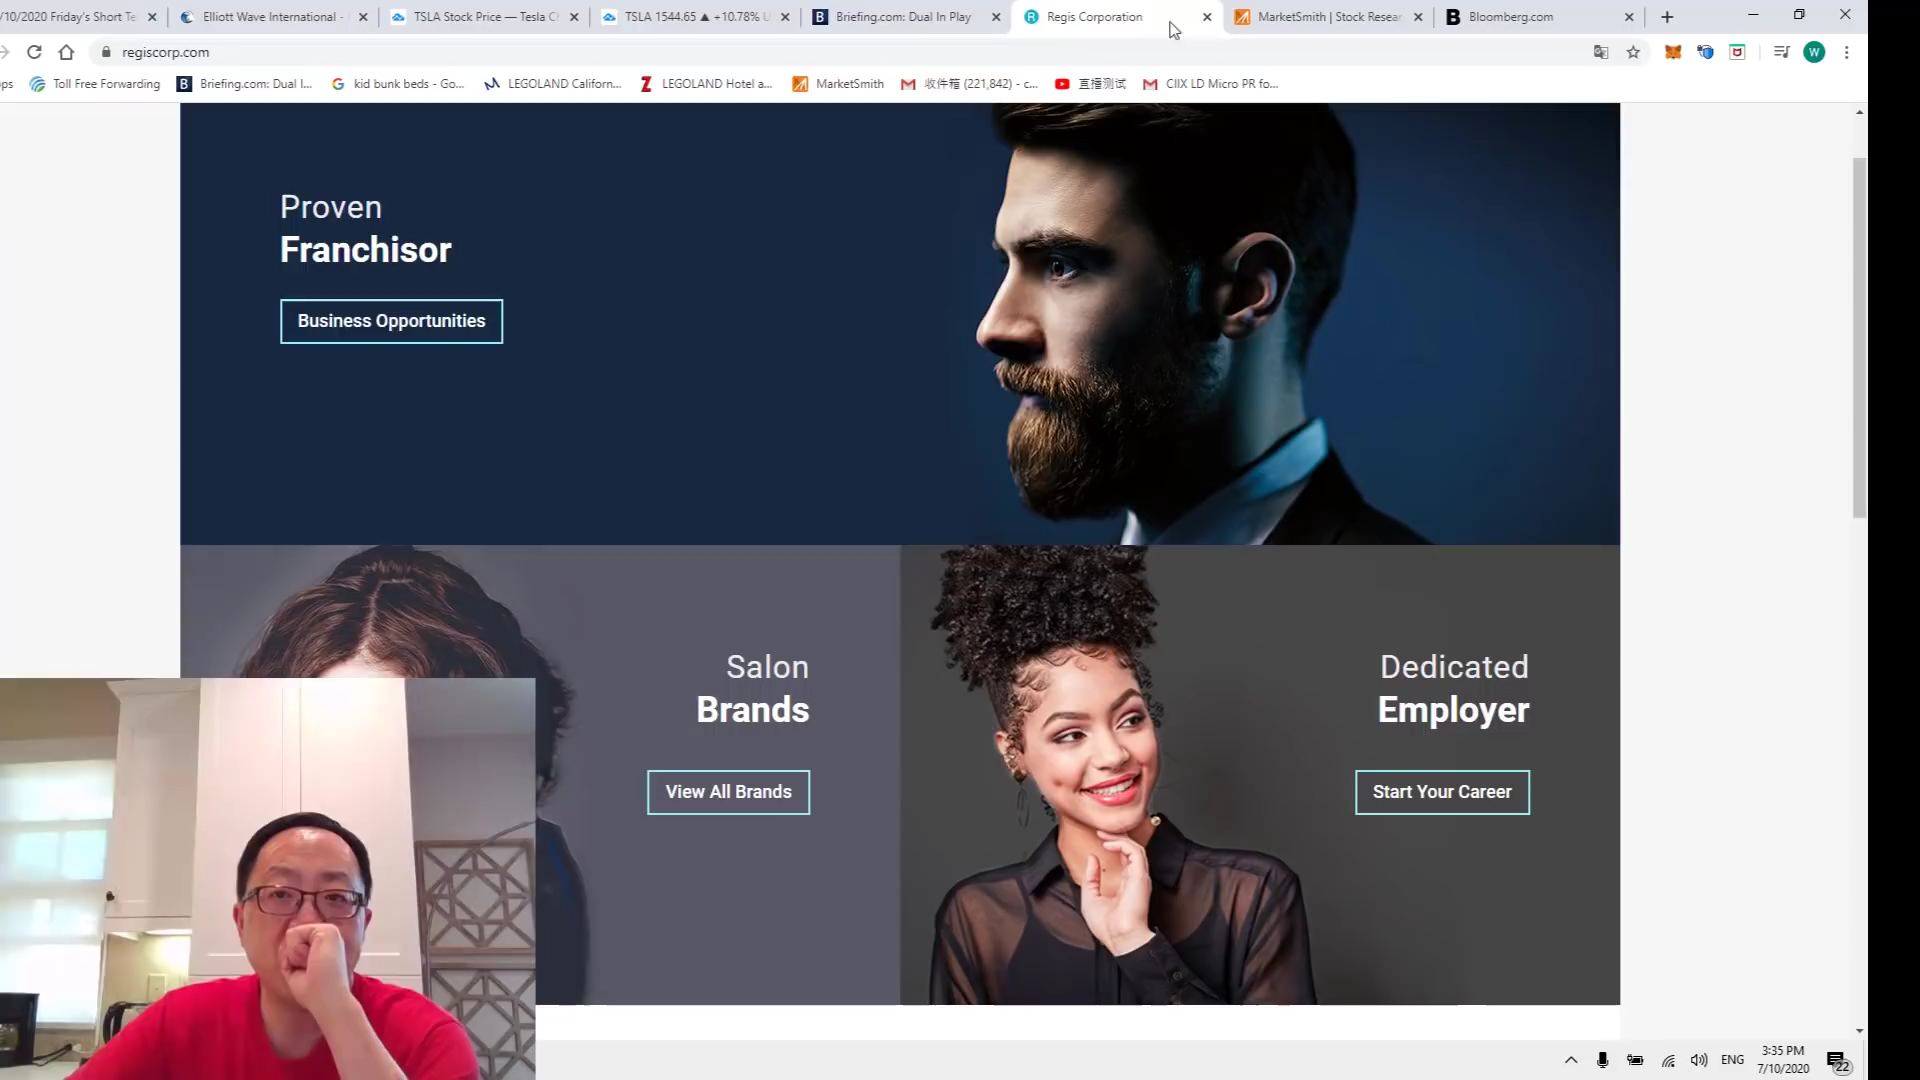 /10/2020 Friday's Short Te
Elliott Wave International -
TSLA Stock Price — Tesla Ch
TSLA 1544.65 ▲ +10.78% U
Briefing.com: Dual In Play
Regis Corporation
MarketSmith | Stock Resear
Bloomberg.com
regiscorp.com
ps
Toll Free Forwarding
Briefing.com: Dual I...
kid bunk beds - Go...
LEGOLAND Californ...
LEGOLAND Hotel a...
MarketSmith
收件箱 (221,842) - c...
直播测试
CIIX LD Micro PR fo...
Proven
Franchisor
Business Opportunities
Salon
Brands
View All Brands
Dedicated
Employer
Start Your Career
ENG
3:35 PM
7/10/2020
22